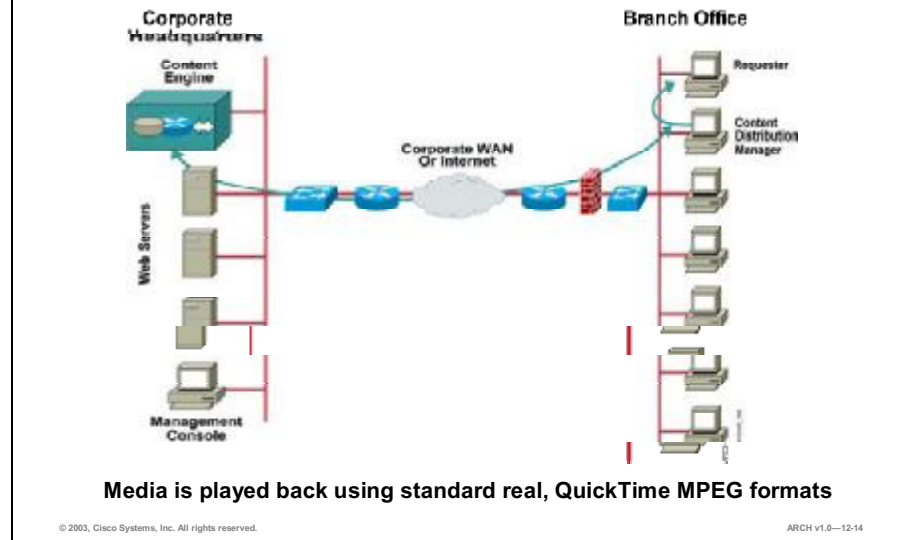 Corporate
Headquarters
Branch Office
Content
Engine
Requester
Content
Distribution
Manager
Corporate WAN
Or Internet
Web Servers
Management
Console
Media is played back using standard real, QuickTime MPEG formats
© 2003, Cisco Systems, Inc. All rights reserved.
ARCH v1.0—12-14